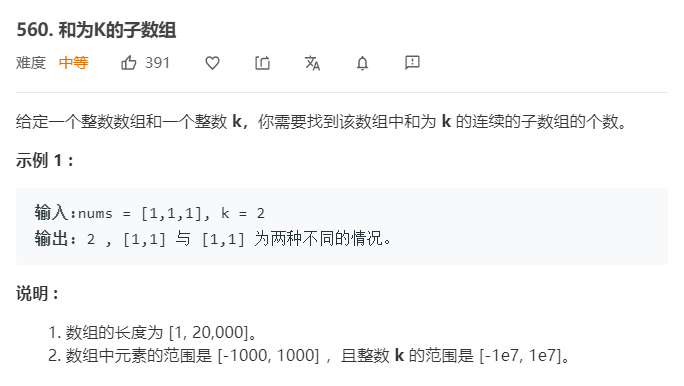 560. 和为K的子数组
难度 中等 391
给定一个整数数组和一个整数 k，你需要找到该数组中和为 k 的连续的子数组的个数。
示例 1 :
输入:nums = [1,1,1], k = 2
输出: 2 , [1,1] 与 [1,1] 为两种不同的情况。
说明 :
1. 数组的长度为 [1, 20,000]。
2. 数组中元素的范围是 [-1000, 1000] ，且整数 k 的范围是 [-1e7, 1e7]。